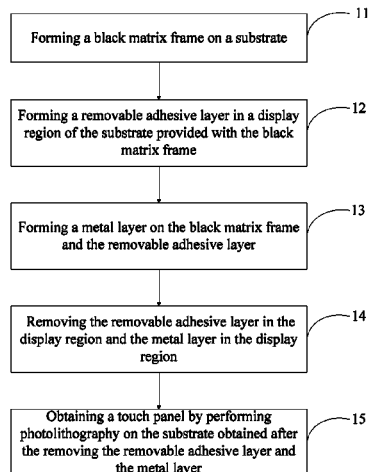 11
Forming a black matrix frame on a substrate
12
Forming a removable adhesive layer in a display
region of the substrate provided with the black
matrix frame
13
Forming a metal layer on the black matrix frame
and the removable adhesive layer
14
Removing the removable adhesive layer in the
display region and the metal layer in the display
region
15
Obtaining a touch panel by performing
photolithography on the substrate obtained after
the removing the removable adhesive layer and
the metal layer